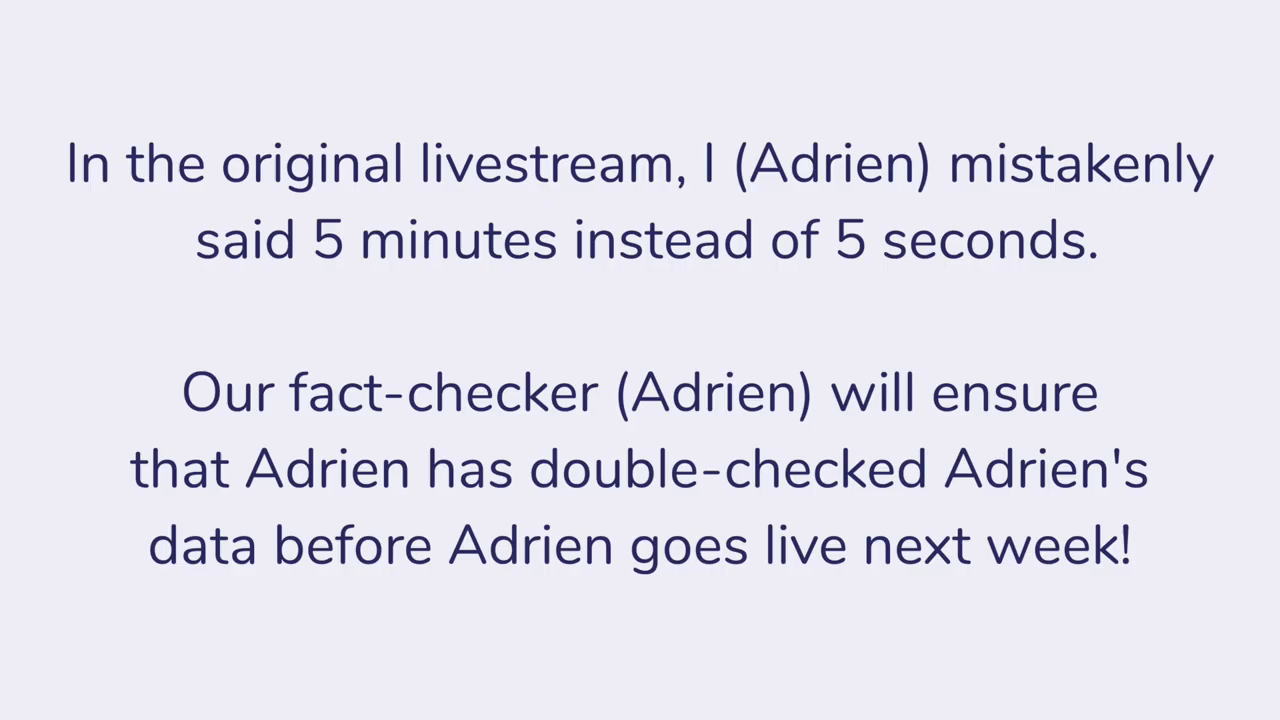 In the original livestream, I (Adrien) mistakenly
said 5 minutes instead of 5 seconds.
Our fact-checker (Adrien) will ensure
that Adrien has double-checked Adrien's
data before Adrien goes live next week!